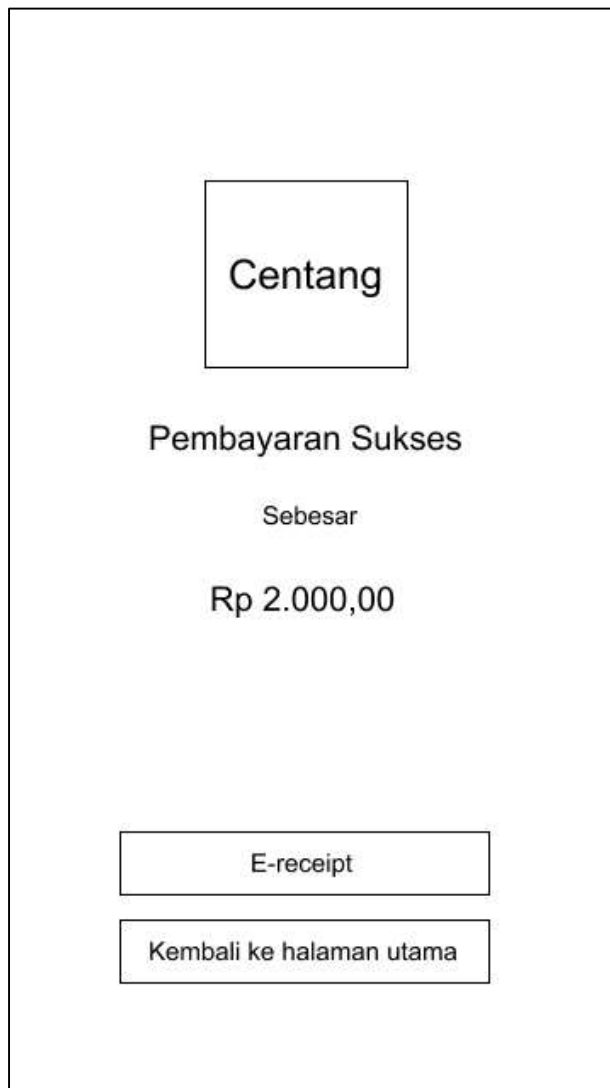 Centang
Pembayaran Sukses
Sebesar
Rp 2.000,00
E-receipt
Kembali ke halaman utama